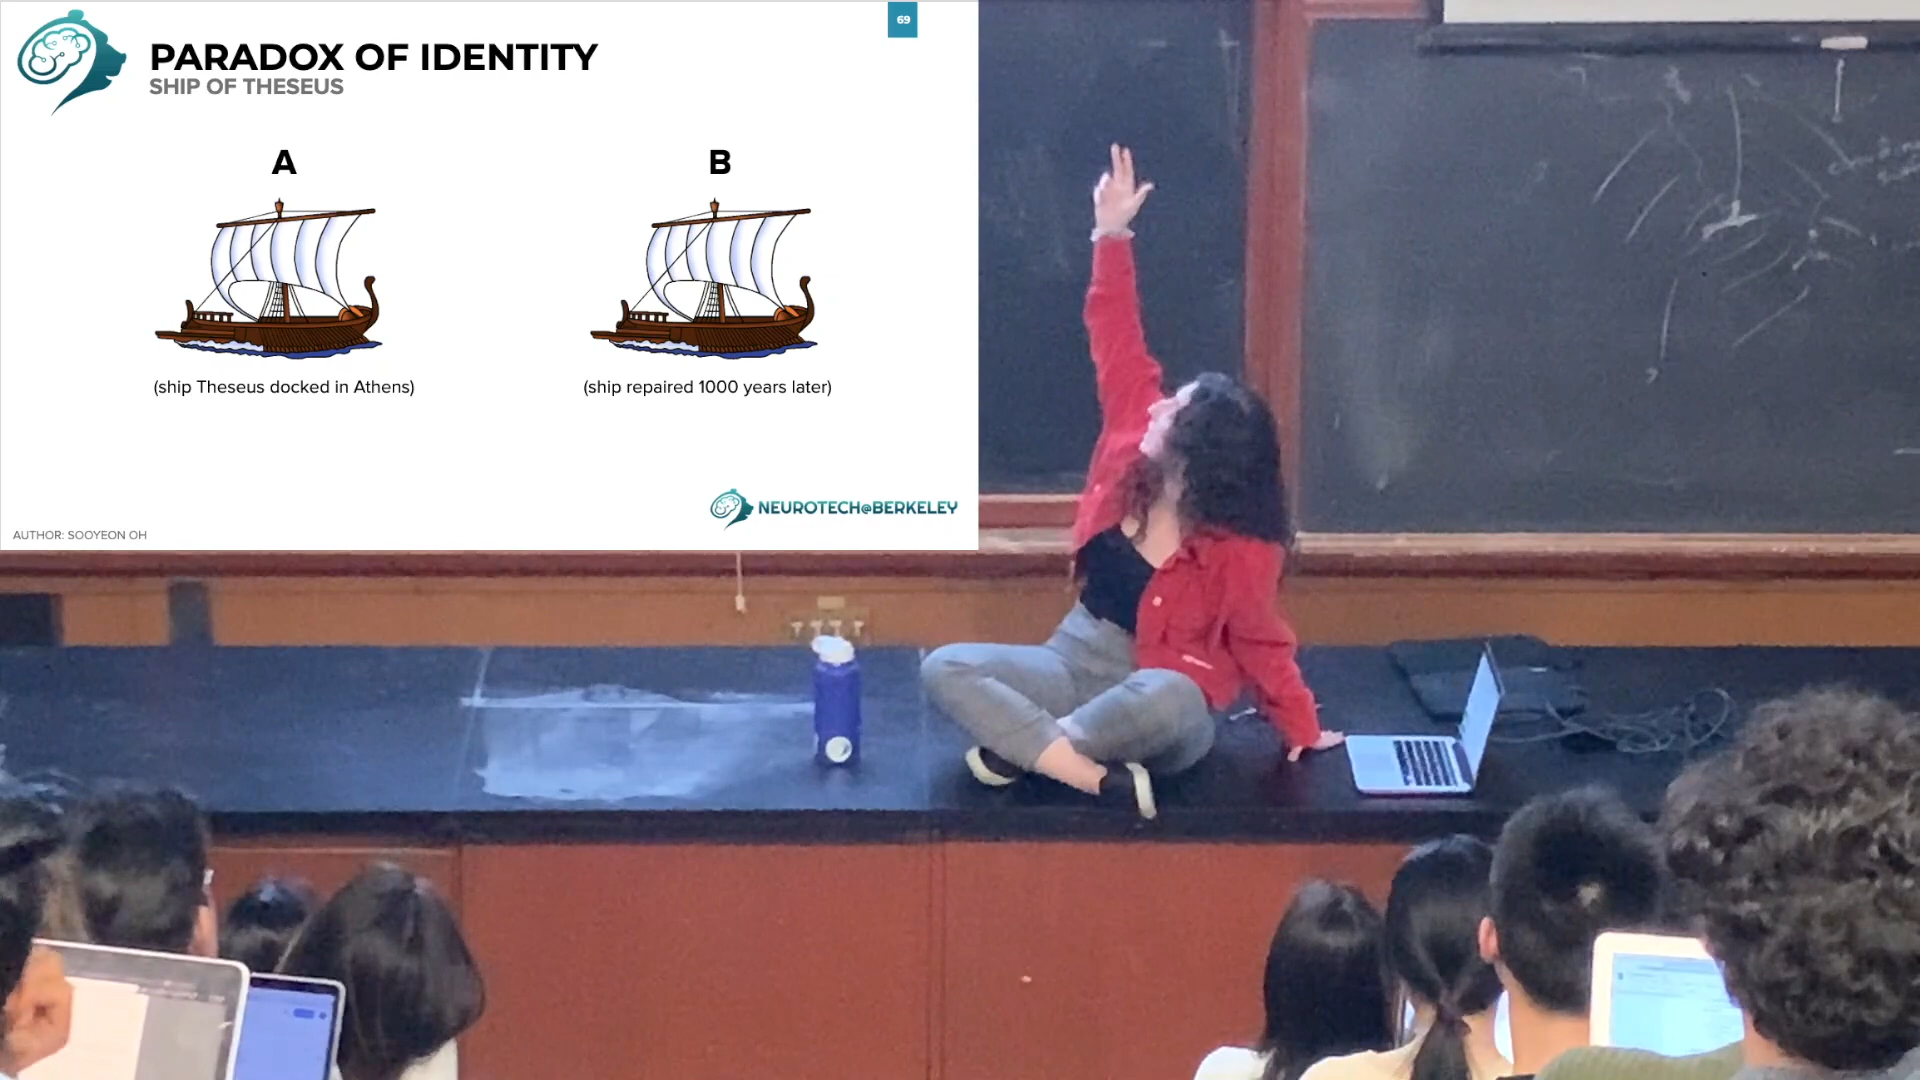 69
PARADOX OF IDENTITY
SHIP OF THESEUS
A
B
(ship Theseus docked in Athens)
(ship repaired 1000 years later)
NEUROTECH@BERKELEY
AUTHOR: SOOYEON OH